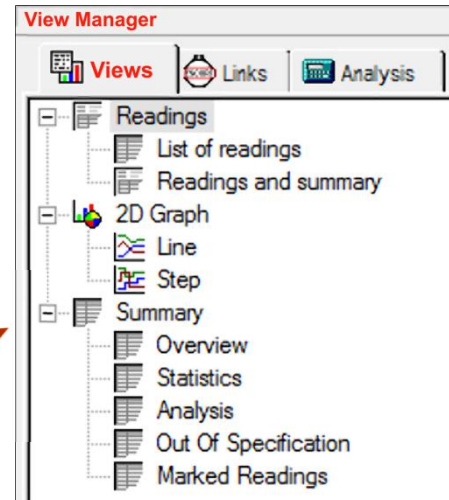 View Manager
Views Links Analysis
Readings
List of readings
Readings and summary
2D Graph
Line
Step
Summary
Overview
Statistics
Analysis
Out Of Specification
Marked Readings